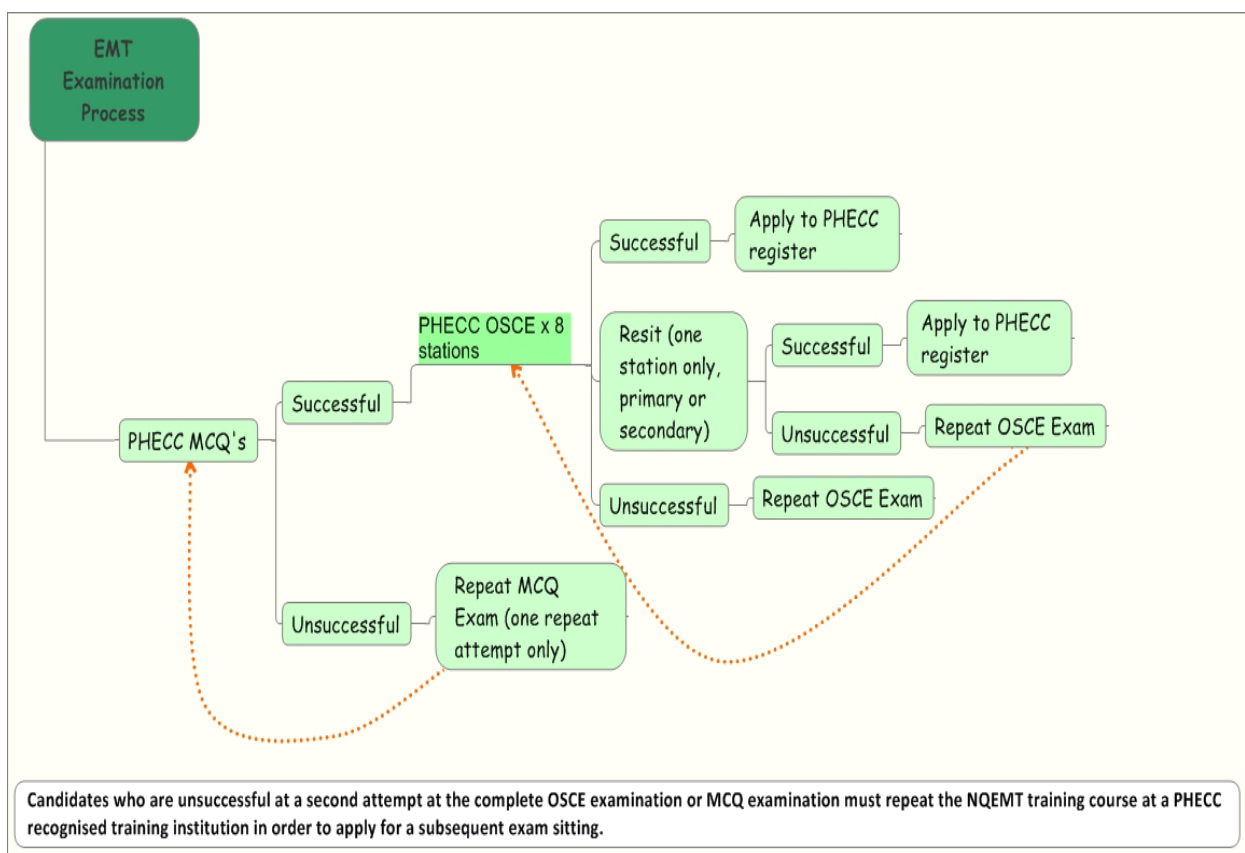 EMT
Examination
Process
PHECC MCQ's
Successful
PHECC OSCE x 8
stations
Successful
Apply to PHECC
register
Resit (one
station only,
primary or
secondary)
Successful
Apply to PHECC
register
Unsuccessful
Repeat OSCE Exam
Unsuccessful
Repeat OSCE Exam
Unsuccessful
Repeat MCQ
Exam (one repeat
attempt only)
Candidates who are unsuccessful at a second attempt at the complete OSCE examination or MCQ examination must repeat the NQEMT training course at a PHECC
recognised training institution in order to apply for a subsequent exam sitting.